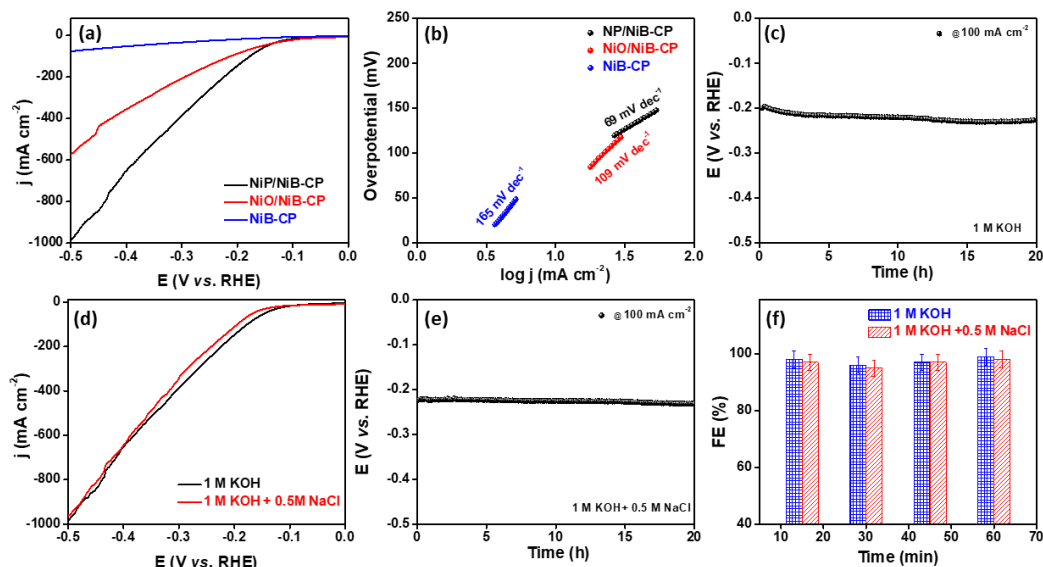 (a)
0
-200
-400
-600
-800
-1000
j (mA cm⁻²)
NiP/NiB-CP
NiO/NiB-CP
NiB-CP
-0.5 -0.4 -0.3 -0.2 -0.1 0.0
E (V vs. RHE)
(b)
250
200
150
100
50
0
Overpotential (mV)
NP/NiB-CP
NiO/NiB-CP
NiB-CP
69 mV dec⁻¹
109 mV dec⁻¹
165 mV dec⁻¹
0.0 0.5 1.0 1.5 2.0
log j (mA cm⁻²)
(c)
0.0
-0.1
-0.2
-0.3
-0.4
-0.5
E (V vs. RHE)
@100 mA cm⁻²
1 M KOH
0 5 10 15 20
Time (h)
(d)
0
-200
-400
-600
-800
-1000
j (mA cm⁻²)
1 M KOH
1 M KOH + 0.5M NaCl
-0.5 -0.4 -0.3 -0.2 -0.1 0.0
E (V vs. RHE)
(e)
0.0
-0.1
-0.2
-0.3
-0.4
-0.5
E (V vs. RHE)
@100 mA cm⁻²
1 M KOH+ 0.5 M NaCl
0 5 10 15 20
Time (h)
(f)
100
80
60
40
FE (%)
1 M KOH
1 M KOH +0.5 M NaCl
10 20 30 40 50 60 70
Time (min)